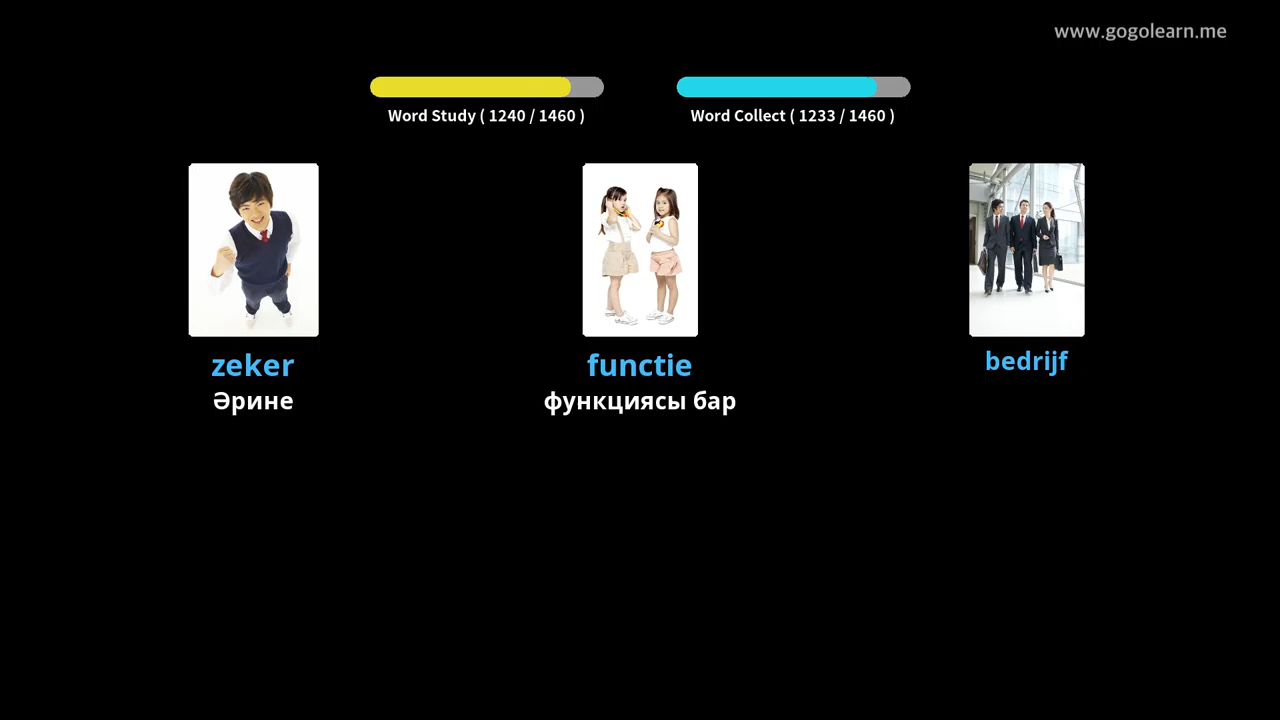 www.gogolearn.me
Word Study ( 1240 / 1460 )
Word Collect ( 1233 / 1460 )
zeker
Әрине
functie
функциясы бар
bedrijf